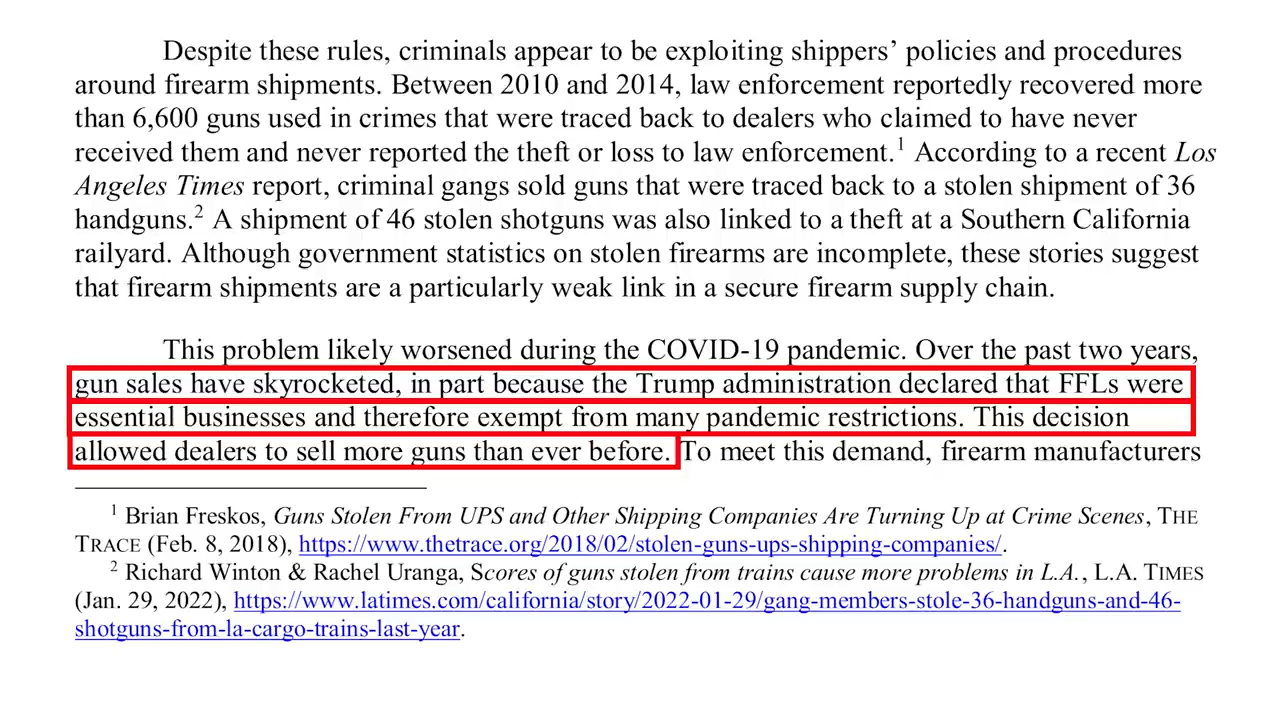 Despite these rules, criminals appear to be exploiting shippers’ policies and procedures
around firearm shipments. Between 2010 and 2014, law enforcement reportedly recovered more
than 6,600 guns used in crimes that were traced back to dealers who claimed to have never
received them and never reported the theft or loss to law enforcement.1 According to a recent Los
Angeles Times report, criminal gangs sold guns that were traced back to a stolen shipment of 36
handguns.2 A shipment of 46 stolen shotguns was also linked to a theft at a Southern California
railyard. Although government statistics on stolen firearms are incomplete, these stories suggest
that firearm shipments are a particularly weak link in a secure firearm supply chain.
This problem likely worsened during the COVID-19 pandemic. Over the past two years,
gun sales have skyrocketed, in part because the Trump administration declared that FFLs were
essential businesses and therefore exempt from many pandemic restrictions. This decision
allowed dealers to sell more guns than ever before. To meet this demand, firearm manufacturers
1 Brian Freskos, Guns Stolen From UPS and Other Shipping Companies Are Turning Up at Crime Scenes, THE
TRACE (Feb. 8, 2018), https://www.thetrace.org/2018/02/stolen-guns-ups-shipping-companies/.
2 Richard Winton & Rachel Uranga, Scores of guns stolen from trains cause more problems in L.A., L.A. TIMES
(Jan. 29, 2022), https://www.latimes.com/california/story/2022-01-29/gang-members-stole-36-handguns-and-46-
shotguns-from-la-cargo-trains-last-year.